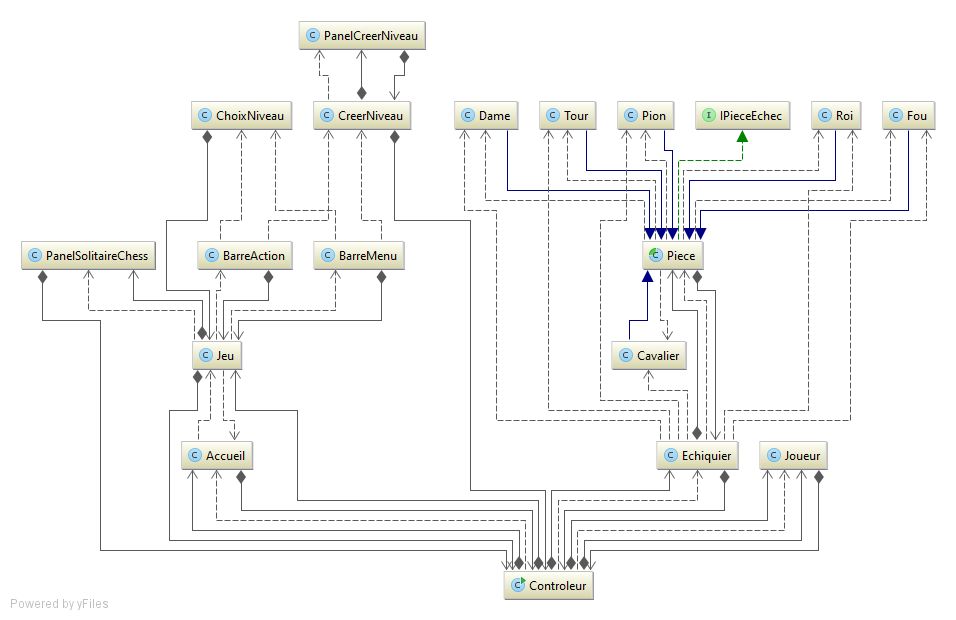 PanelCreerNiveau
ChoixNiveau
CreerNiveau
Dame
Tour
Pion
IPieceEchec
Roi
Fou
PanelSolitaireChess
BarreAction
BarreMenu
Piece
Jeu
Cavalier
Accueil
Echiquier
Joueur
Controleur
Powered by yFiles